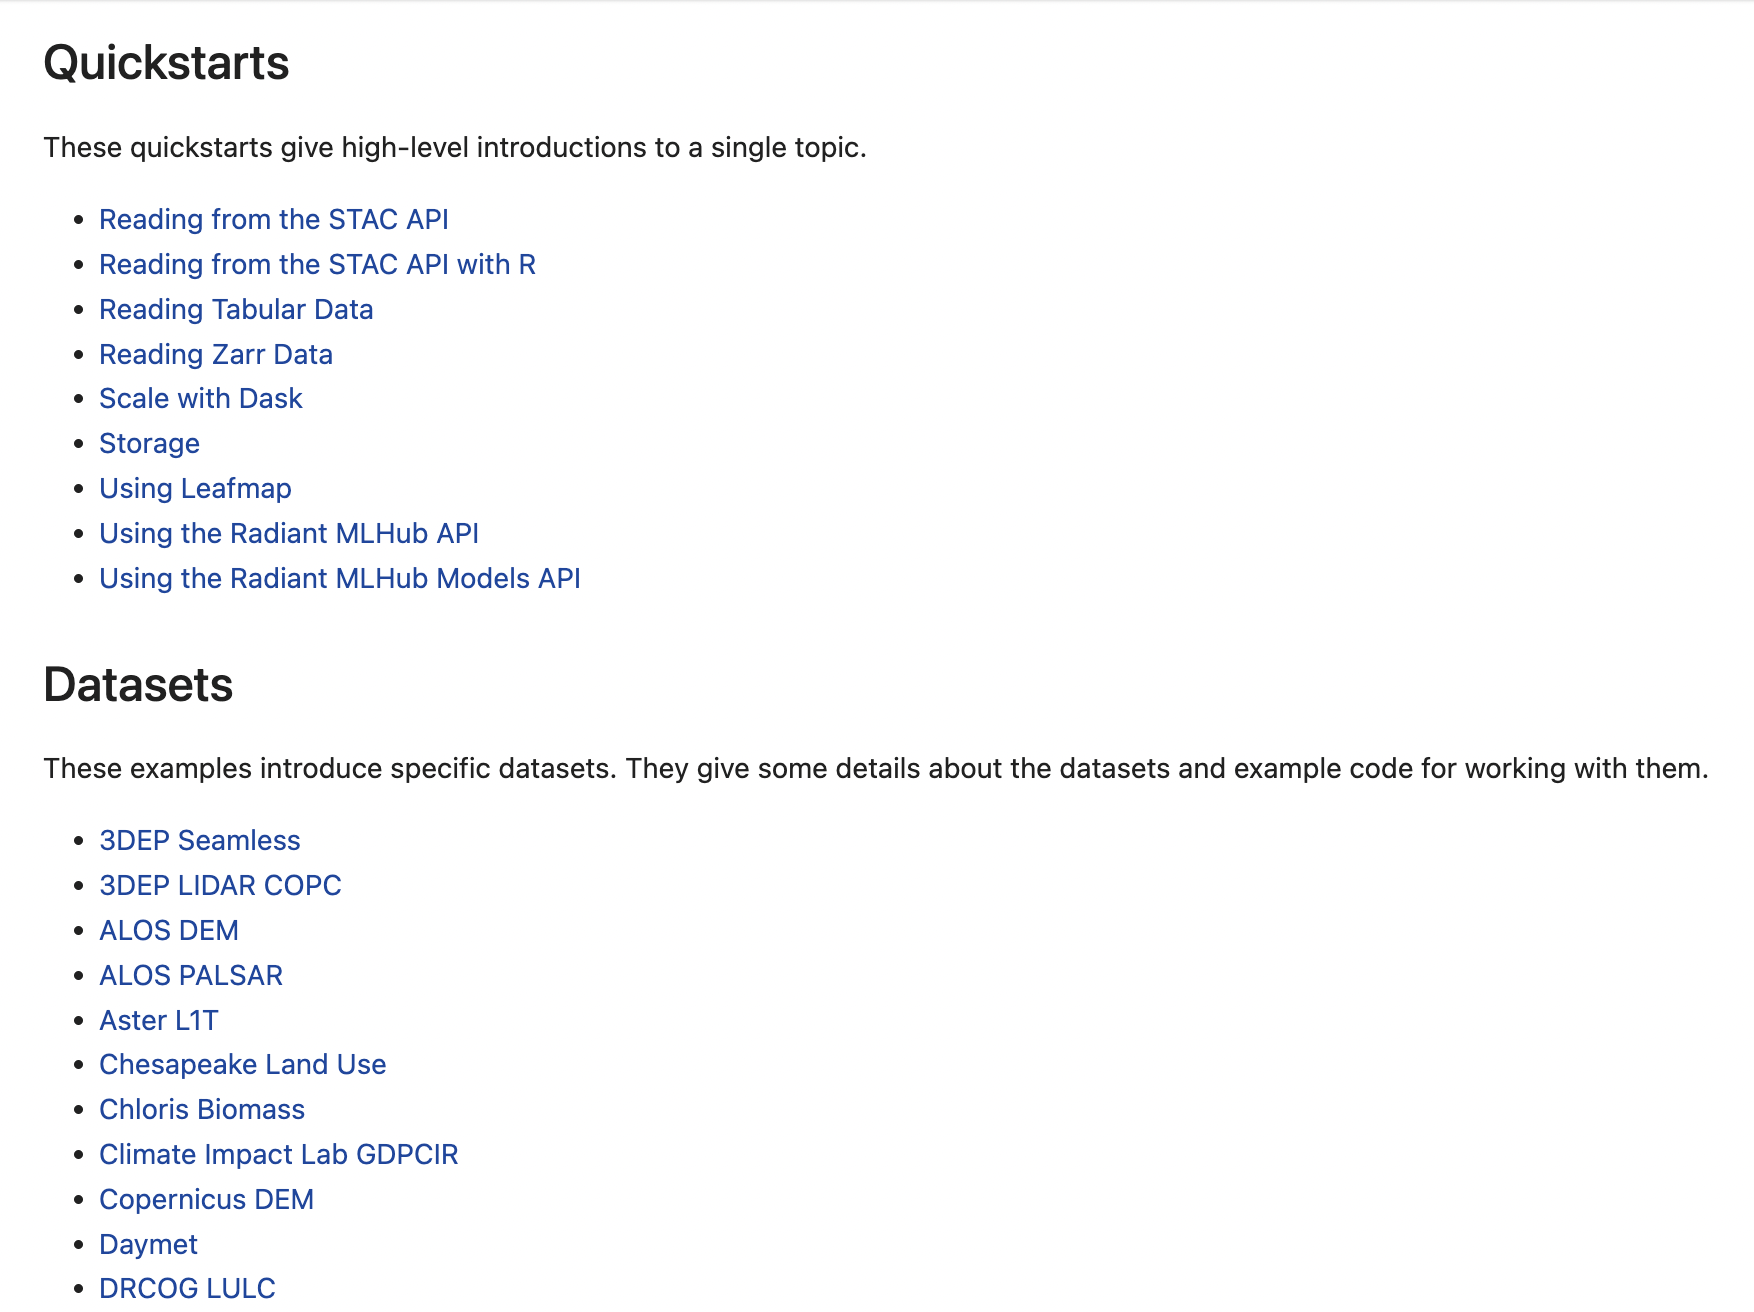 Quickstarts
These quickstarts give high-level introductions to a single topic.
Reading from the STAC API
Reading from the STAC API with R
Reading Tabular Data
Reading Zarr Data
Scale with Dask
Storage
Using Leafmap
Using the Radiant MLHub API
Using the Radiant MLHub Models API
Datasets
These examples introduce specific datasets. They give some details about the datasets and example code for working with them.
3DEP Seamless
3DEP LIDAR COPC
ALOS DEM
ALOS PALSAR
Aster L1T
Chesapeake Land Use
Chloris Biomass
Climate Impact Lab GDPCIR
Copernicus DEM
Daymet
DRCOG LULC